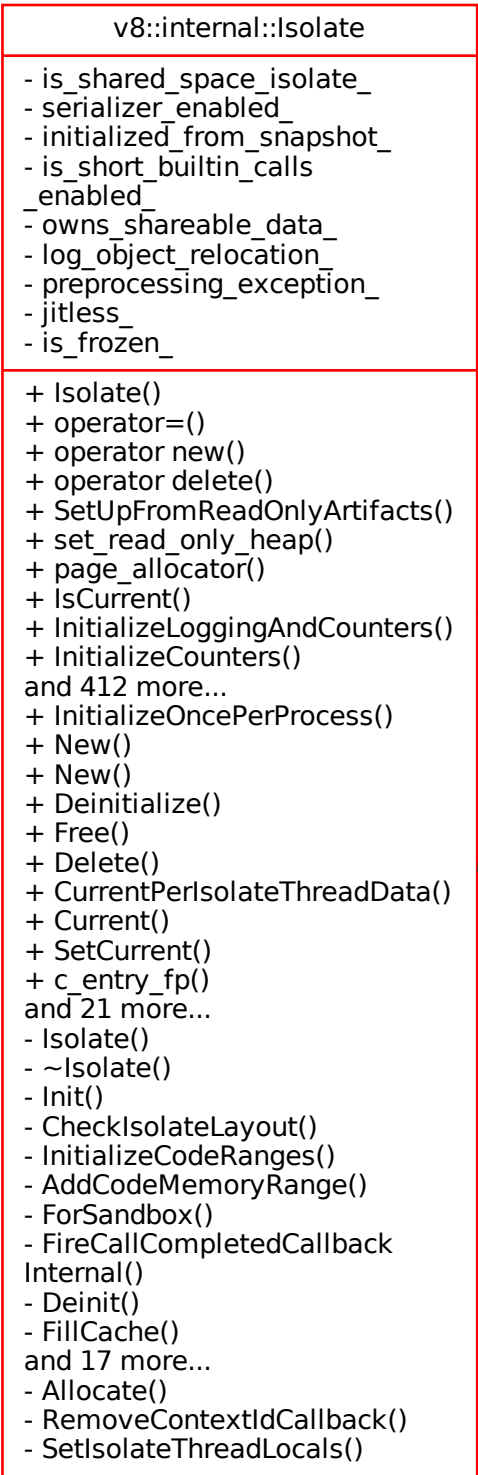 v8::internal::Isolate
- is_shared_space_isolate_
- serializer_enabled_
- initialized_from_snapshot_
- is_short_builtin_calls
_enabled_
- owns_shareable_data_
- log_object_relocation_
- preprocessing_exception_
- jitless_
- is_frozen_
+ Isolate()
+ operator=()
+ operator new()
+ operator delete()
+ SetUpFromReadOnlyArtifacts()
+ set_read_only_heap()
+ page_allocator()
+ IsCurrent()
+ InitializeLoggingAndCounters()
+ InitializeCounters()
and 412 more...
+ InitializeOncePerProcess()
+ New()
+ New()
+ Deinitialize()
+ Free()
+ Delete()
+ CurrentPerIsolateThreadData()
+ Current()
+ SetCurrent()
+ c_entry_fp()
and 21 more...
- Isolate()
- ~Isolate()
- Init()
- CheckIsolateLayout()
- InitializeCodeRanges()
- AddCodeMemoryRange()
- ForSandbox()
- FireCallCompletedCallback
Internal()
- Deinit()
- FillCache()
and 17 more...
- Allocate()
- RemoveContextIdCallback()
- SetIsolateThreadLocals()